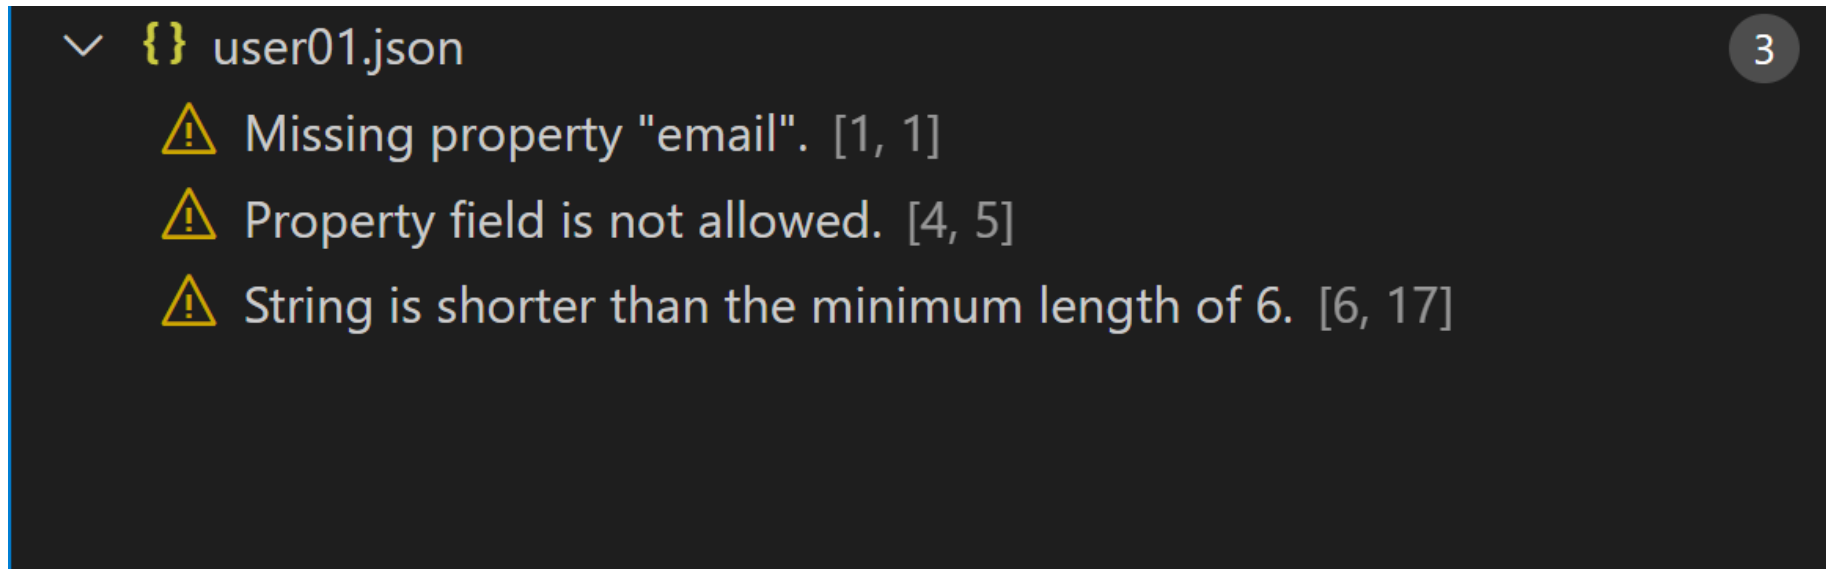 {} user01.json 3
Missing property "email". [1, 1]
Property field is not allowed. [4, 5]
String is shorter than the minimum length of 6. [6, 17]